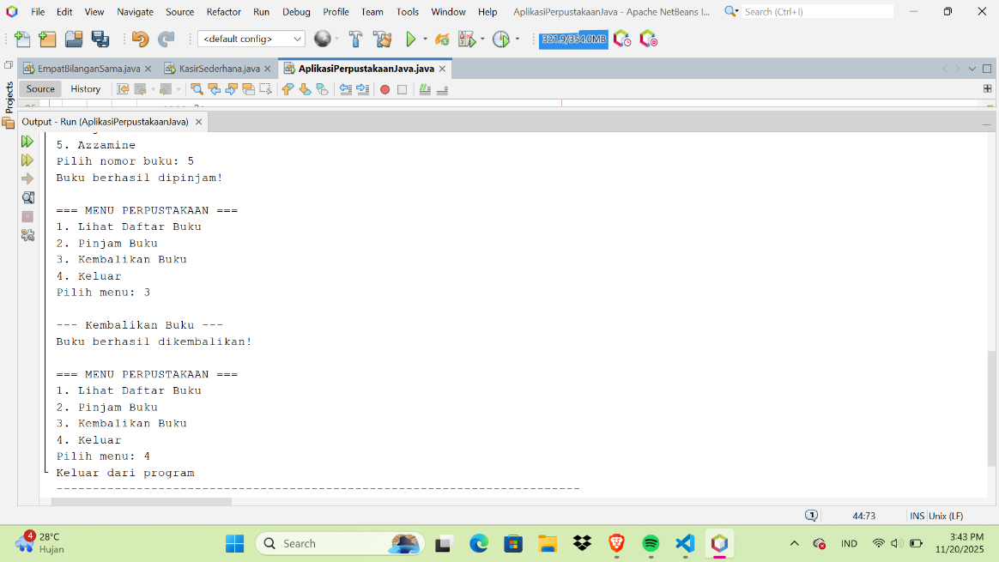 File Edit View Navigate Source Refactor Run Debug Profile Team Tools Window Help AplikasiPerpustakaanJava - Apache NetBeans I... Search (Ctrl+I)
<default config> 321.9/354.0MB
EmpatBilanganSama.java KasirSederhana.java AplikasiPerpustakaanJava.java
Source History
Projects
Output - Run (AplikasiPerpustakaanJava)
5. Azzamine
Pilih nomor buku: 5
Buku berhasil dipinjam!
=== MENU PERPUSTAKAAN ===
1. Lihat Daftar Buku
2. Pinjam Buku
3. Kembalikan Buku
4. Keluar
Pilih menu: 3
--- Kembalikan Buku ---
Buku berhasil dikembalikan!
=== MENU PERPUSTAKAAN ===
1. Lihat Daftar Buku
2. Pinjam Buku
3. Kembalikan Buku
4. Keluar
Pilih menu: 4
Keluar dari program
------------------------------------------------------------------------
1 44:73 INS Unix (LF)
4 28°C
Hujan
Search
IND
3:43 PM
11/20/2025